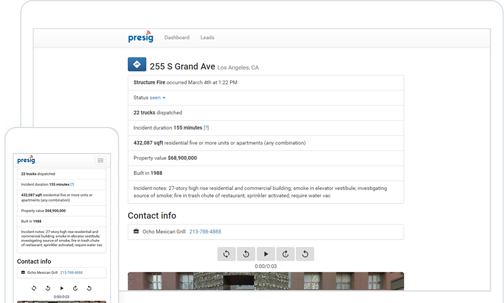 presig Dashboard Leads
255 S Grand Ave Los Angeles, CA
Structure Fire occurred March 4th at 1:22 PM
Status seen
22 trucks dispatched
Incident duration 155 minutes [?]
432,087 sqft residential five or more units or apartments (any combination)
Property value $68,900,000
Built in 1988
Incident notes: 27-story high rise residential and commercial building; smoke in elevator vestibule; investigating
source of smoke; fire in trash chute of restaurant; sprinkler activated; require water vac
Contact info
Ocho Mexican Grill 213-788-4888
0:00/0:03
presig
22 trucks dispatched
Incident duration 155 minutes [?]
432,087 sqft residential five or more units or
apartments (any combination)
Property value $68,900,000
Built in 1988
Incident notes: 27-story high rise residential and
commercial building; smoke in elevator vestibule;
investigating source of smoke; fire in trash chute of
restaurant; sprinkler activated; require water vac
Contact info
Ocho Mexican Grill 213-788-4888
0:00/0:03